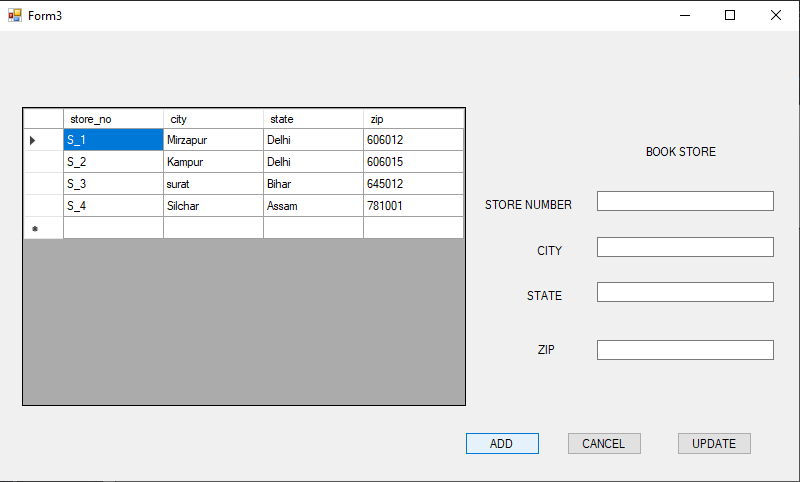 Form3
store_no city state zip
S_1 Mirzapur Delhi 606012
S_2 Kampur Delhi 606015
S_3 surat Bihar 645012
S_4 Silchar Assam 781001
BOOK STORE
STORE NUMBER
CITY
STATE
ZIP
ADD CANCEL UPDATE